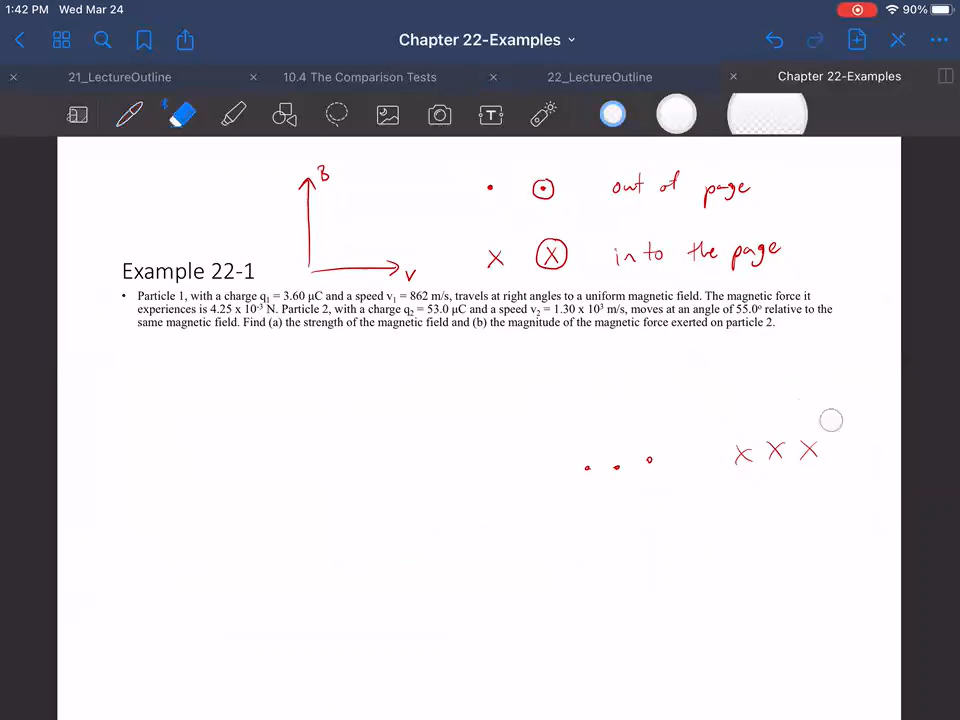 1:42 PM Wed Mar 24
90%
Chapter 22-Examples
21_LectureOutline
10.4 The Comparison Tests
22_LectureOutline
Chapter 22-Examples
T
B
V
• ⊙ out of page
X ⓧ into the page
Example 22-1
• Particle 1, with a charge q₁ = 3.60 μC and a speed v₁ = 862 m/s, travels at right angles to a uniform magnetic field. The magnetic force it
experiences is 4.25 x 10⁻³ N. Particle 2, with a charge q₂ = 53.0 μC and a speed v₂ = 1.30 x 10³ m/s, moves at an angle of 55.0º relative to the
same magnetic field. Find (a) the strength of the magnetic field and (b) the magnitude of the magnetic force exerted on particle 2.
. . . X X X